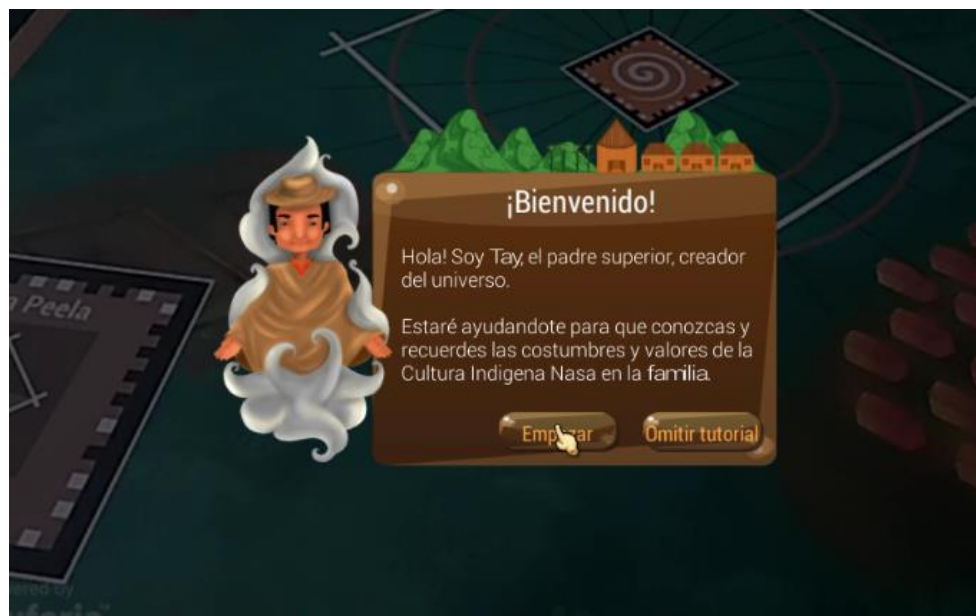 ¡Bienvenido!
Hola! Soy Tay, el padre superior, creador
del universo.
Estaré ayudandote para que conozcas y
recuerdes las costumbres y valores de la
Cultura Indigena Nasa en la familia.
Empezar
Omitir tutorial
Peela